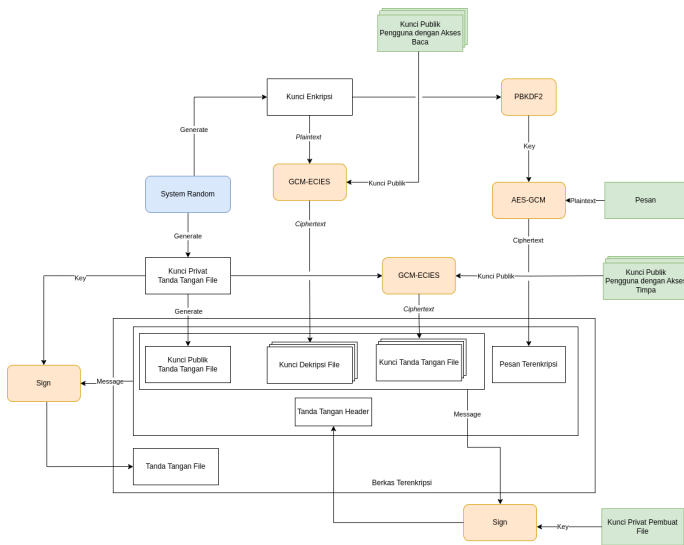 Kunci Publik
Pengguna dengan Akses
Baca
Kunci Enkripsi
PBKDF2
Generate
Plaintext
Key
GCM-ECIES
Kunci Publik
System Random
AES-GCM
Plaintext
Pesan
Ciphertext
Generate
Ciphertext
Kunci Privat
Tanda Tangan File
Key
GCM-ECIES
Kunci Publik
Kunci Publik
Pengguna dengan Akses
Timpa
Generate
Ciphertext
Kunci Publik
Tanda Tangan File
Kunci Dekripsi File
Kunci Tanda Tangan File
Pesan Terenkripsi
Sign
Message
Tanda Tangan Header
Message
Tanda Tangan File
Berkas Terenkripsi
Sign
Key
Kunci Privat Pembuat
File